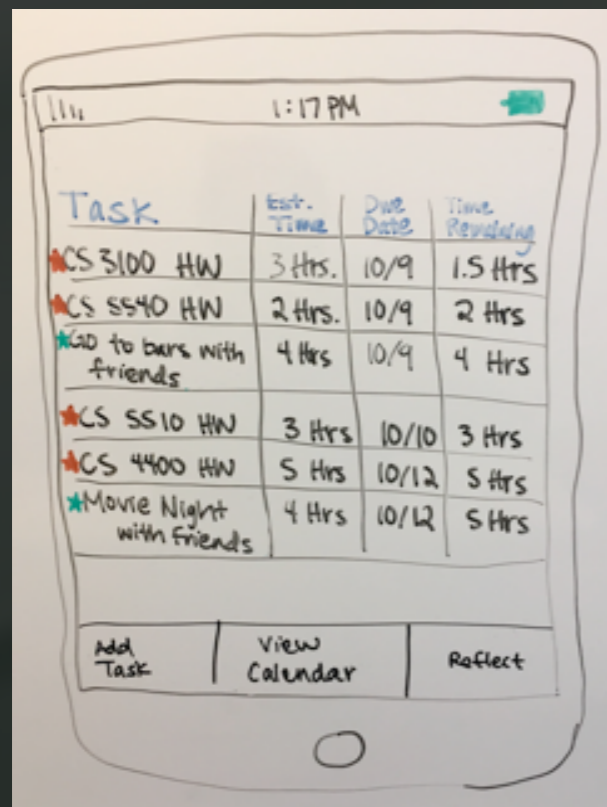 1:17 PM
Task Est. Time Due Date Time Remaining
CS 3100 HW 3 Hrs. 10/9 1.5 Hrs
CS 5540 HW 2 Hrs. 10/9 2 Hrs
GO to bars with friends 4 Hrs 10/9 4 Hrs
CS 5510 HW 3 Hrs 10/10 3 Hrs
CS 4400 HW 5 Hrs 10/12 5 Hrs
Movie Night with friends 4 Hrs 10/12 5 Hrs
Add Task View Calendar Reflect